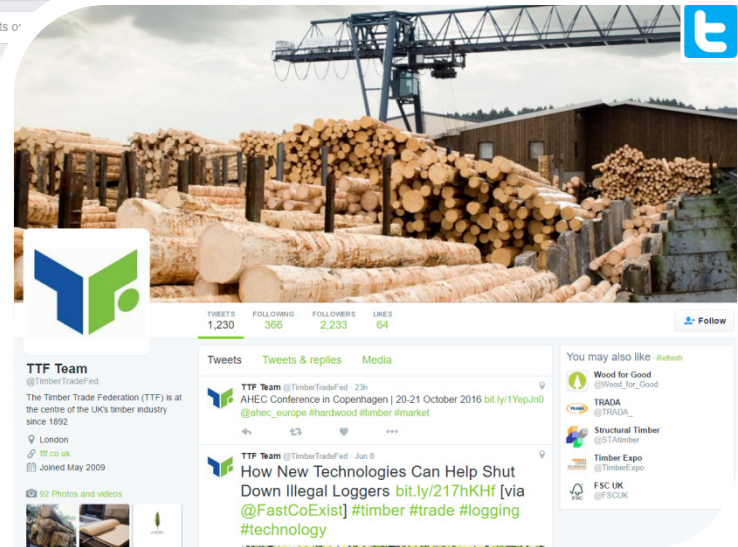 TWEETS
1,230
FOLLOWING
366
FOLLOWERS
2,233
LIKES
64
Follow
TTF Team
@TimberTradeFed
The Timber Trade Federation (TTF) is at
the centre of the UK's timber industry
since 1892
London
ttf.co.uk
Joined May 2009
92 Photos and videos
Tweets Tweets & replies Media
TTF Team @TimberTradeFed · 23h
AHEC Conference in Copenhagen | 20-21 October 2016 bit.ly/1YepJn0
@ahec_europe #hardwood #timber #market
TTF Team @TimberTradeFed · Jun 8
How New Technologies Can Help Shut
Down Illegal Loggers bit.ly/217hKHf [via
@FastCoExist] #timber #trade #logging
#technology
You may also like · Refresh
Wood for Good
@Wood_for_Good
TRADA
@TRADA_
Structural Timber
@STAtimber
Timber Expo
@TimberExpo
FSC UK
@FSCUK